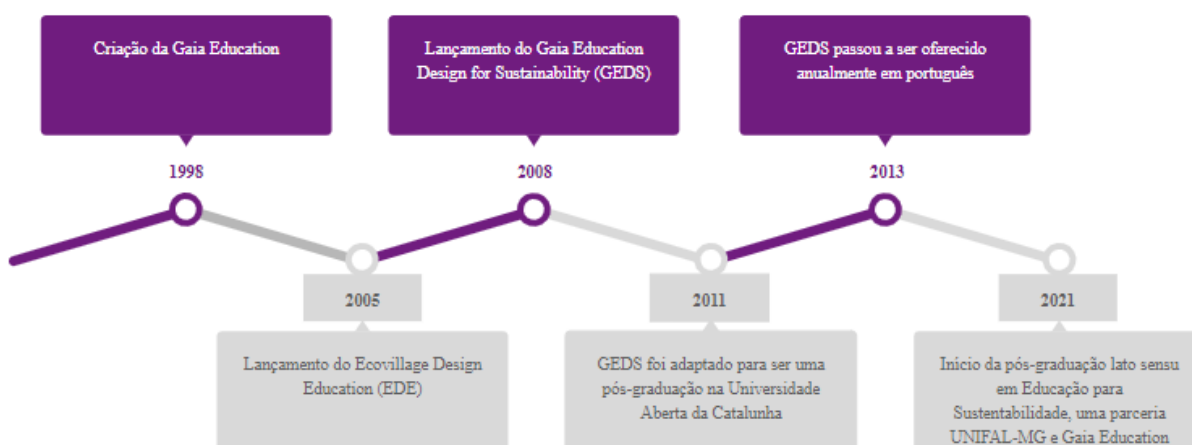 Criação da Gaia Education
1998
Lançamento do Gaia Education
Design for Sustainability (GEDS)
2008
GEDS passou a ser oferecido
anualmente em português
2013
2005
Lançamento do Ecovillage Design
Education (EDE)
2011
GEDS foi adaptado para ser uma
pós-graduação na Universidade
Aberta da Catalunha
2021
Início da pós-graduação lato sensu
em Educação para
Sustentabilidade, uma parceria
UNIFAL-MG e Gaia Education